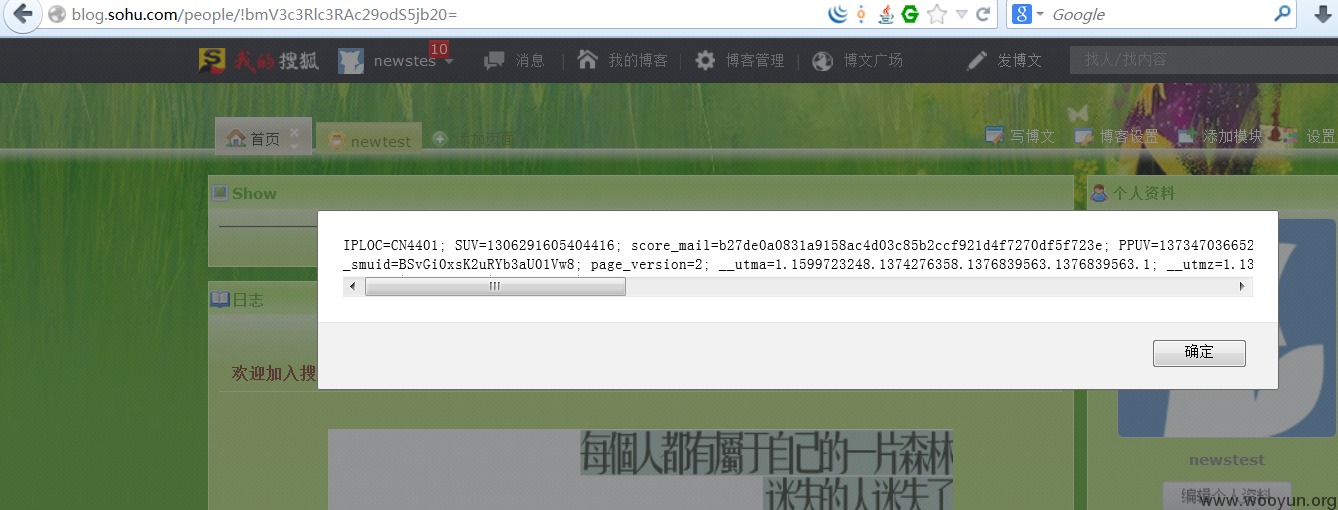 blog.sohu.com/people/!bmV3c3Rlc3RAc29odS5jb20=
Google
我的搜狐 newstes 10 消息 我的博客 博客管理 博文广场 发博文 找人/找内容
首页 newtest 添加页面 写博文 博客设置 添加模块 设置
Show
个人资料
IPLOC=CN4401; SUV=1306291605404416; score_mail=b27de0a0831a9158ac4d03c85b2ccf921d4f7270df5f723e; PPUV=137347036652
_smuid=BSvGi0xsK2uRYb3aU01Vw8; page_version=2; __utma=1.1599723248.1374276358.1376839563.1376839563.1; __utmz=1.13
日志
确定
欢迎加入搜
每個人都有屬于自己的一片森林
迷失的人迷失了
newstest
编辑个人资料
www.wooyun.org